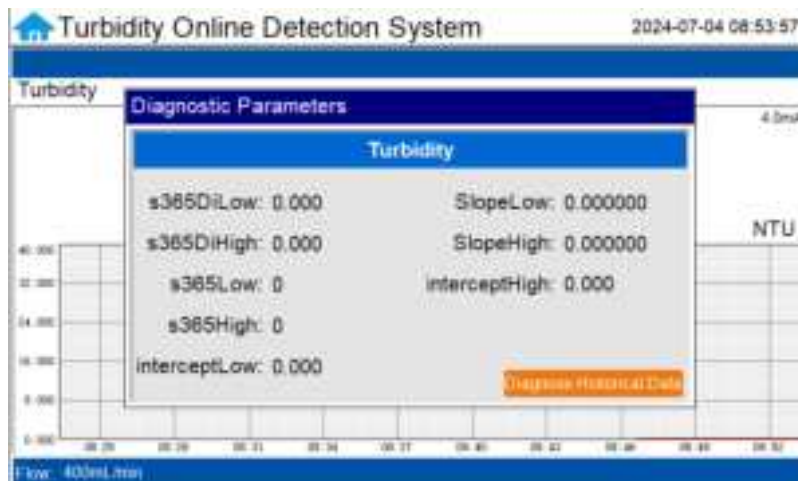 Turbidity Online Detection System 2024-07-04 08:53:57
Turbidity
Diagnostic Parameters
4.0mA
Turbidity
s365DiLow: 0.000 SlopeLow: 0.000000
NTU
s365DiHigh: 0.000 SlopeHigh: 0.000000
s365Low: 0 interceptHigh: 0.000
s365High: 0
interceptLow: 0.000
Diagnose Historical Data
Flow: 400mL/min